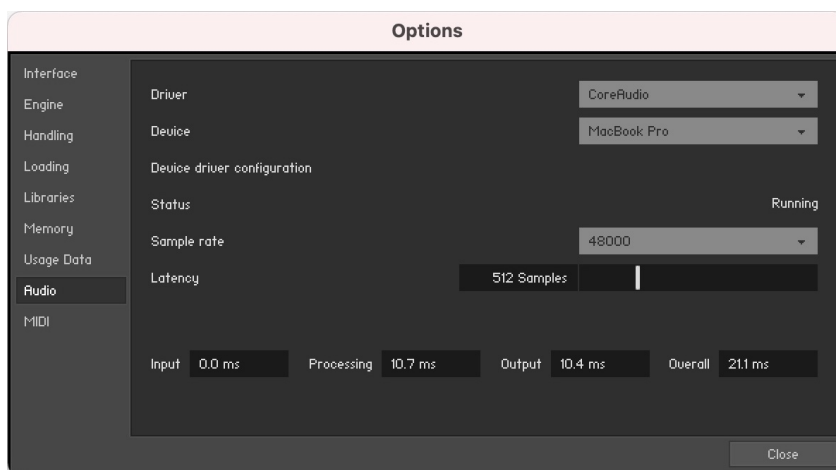 Options
Interface
Engine
Handling
Loading
Libraries
Memory
Usage Data
Audio
MIDI
Driver CoreAudio
Device MacBook Pro
Device driver configuration
Status Running
Sample rate 48000
Latency 512 Samples
Input 0.0 ms Processing 10.7 ms Output 10.4 ms Overall 21.1 ms
Close